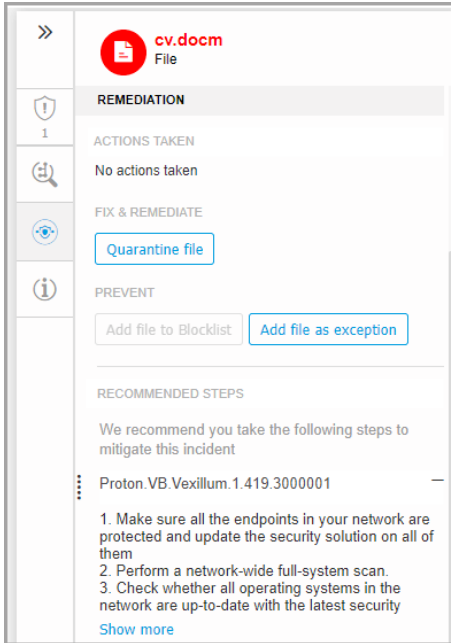 cv.docm
File
REMEDIATION
1
ACTIONS TAKEN
No actions taken
FIX & REMEDIATE
Quarantine file
PREVENT
Add file to Blocklist Add file as exception
RECOMMENDED STEPS
We recommend you take the following steps to
mitigate this incident
Proton.VB.Vexillum.1.419.3000001
1. Make sure all the endpoints in your network are
protected and update the security solution on all of
them
2. Perform a network-wide full-system scan.
3. Check whether all operating systems in the
network are up-to-date with the latest security
Show more